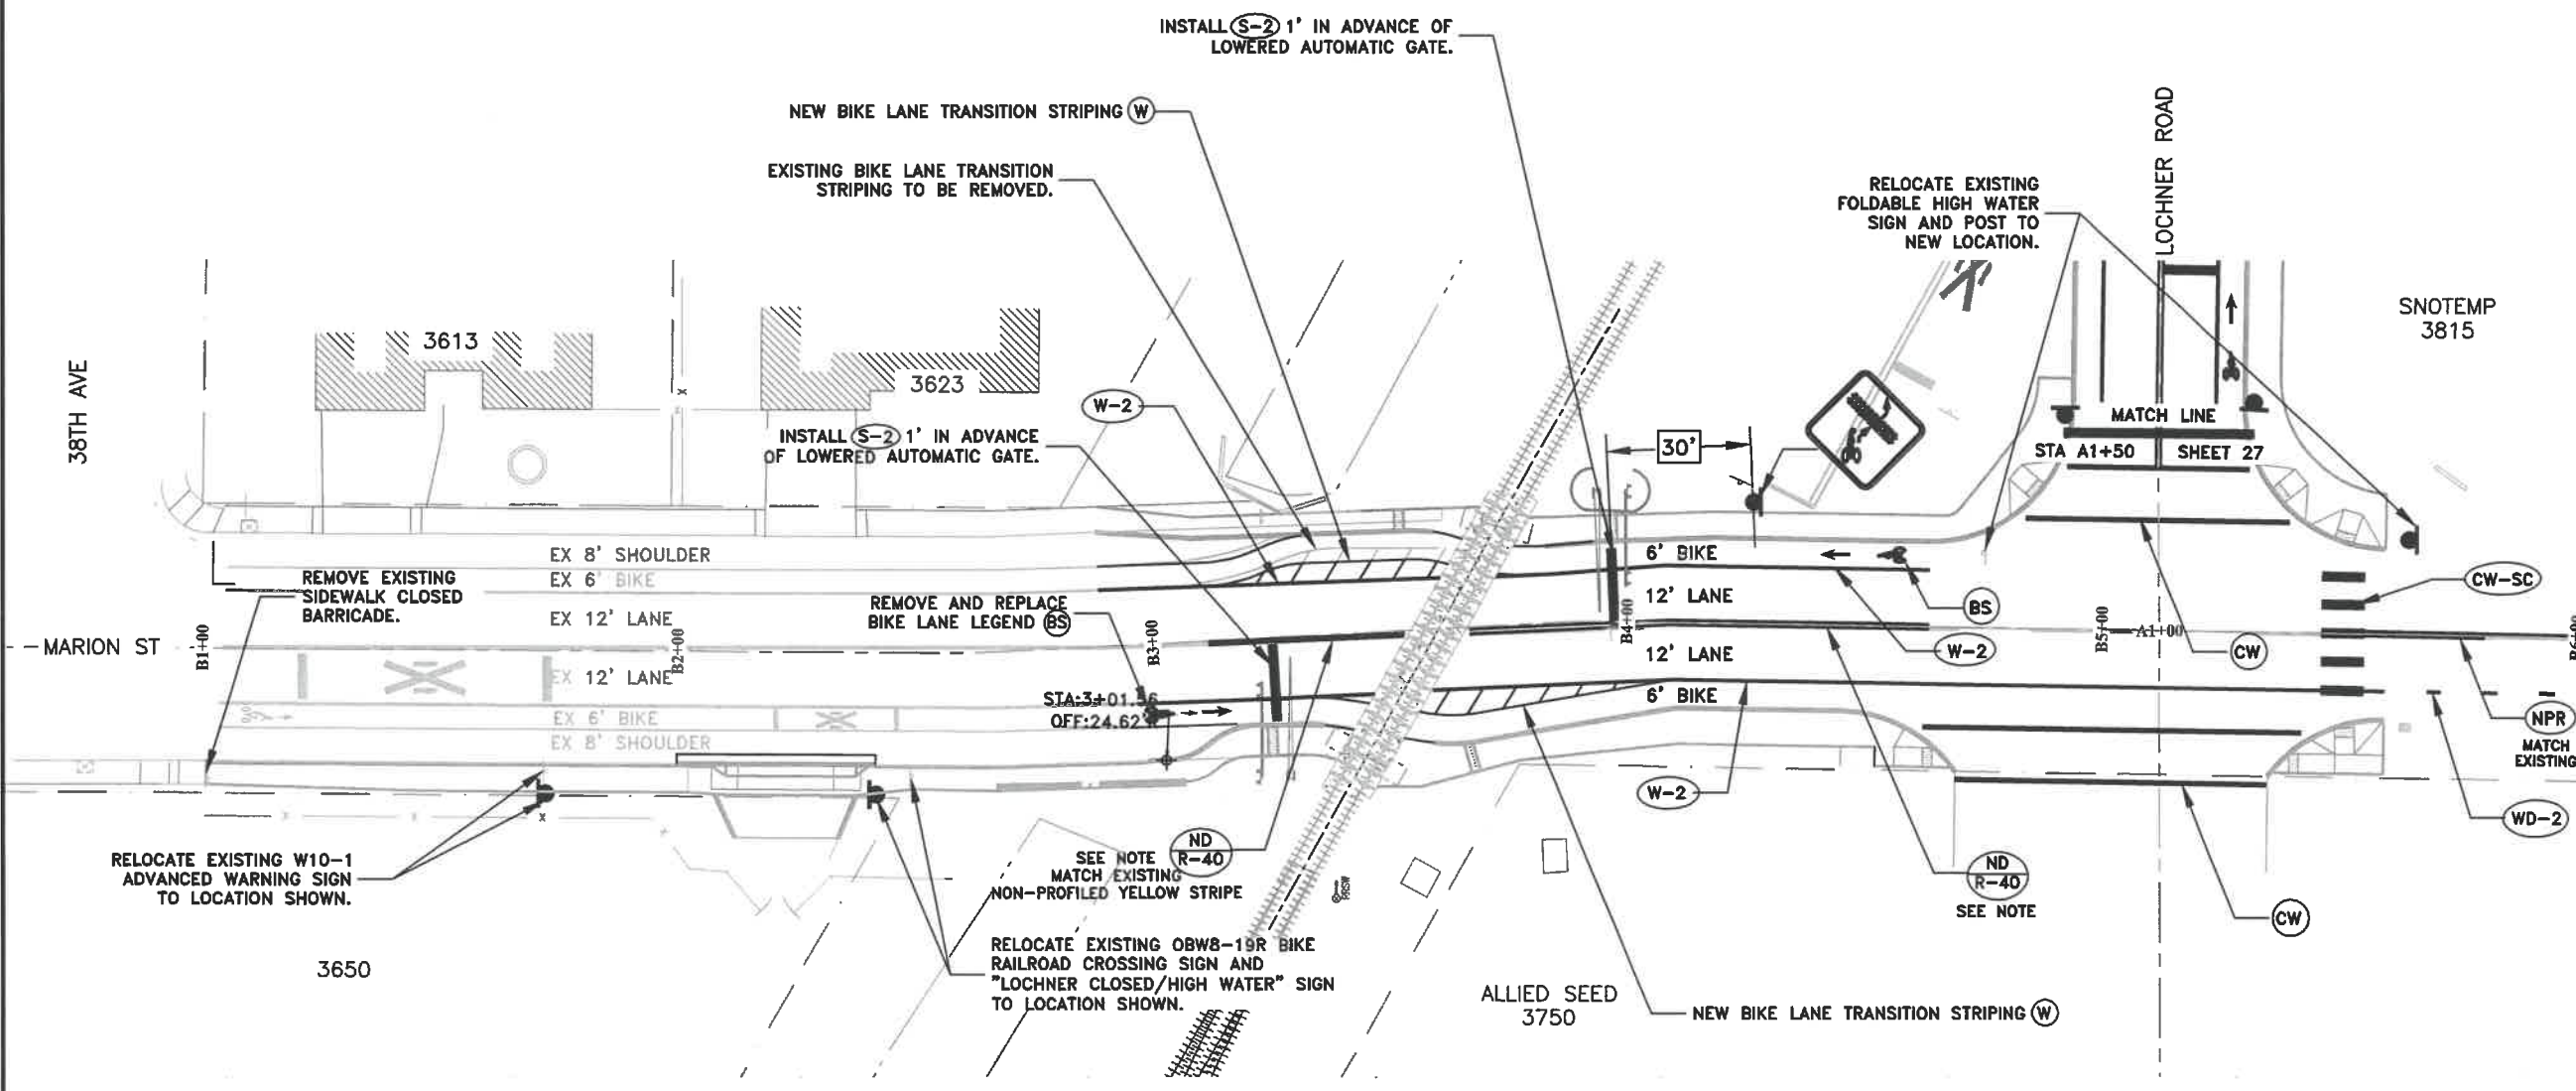 INSTALL S-2 1' IN ADVANCE OF
LOWERED AUTOMATIC GATE.
NEW BIKE LANE TRANSITION STRIPING W
EXISTING BIKE LANE TRANSITION
STRIPING TO BE REMOVED.
RELOCATE EXISTING
FOLDABLE HIGH WATER
SIGN AND POST TO
NEW LOCATION.
LOCHNER ROAD
SNOTEMP
3815
38TH AVE
3613
3623
W-2
INSTALL S-2 1' IN ADVANCE
OF LOWERED AUTOMATIC GATE.
30'
MATCH LINE
STA A1+50 SHEET 27
EX 8' SHOULDER
EX 6' BIKE
EX 12' LANE
REMOVE EXISTING
SIDEWALK CLOSED
BARRICADE.
REMOVE AND REPLACE
BIKE LANE LEGEND BS
6' BIKE
12' LANE
BS
CW-SC
MARION ST
B1+00
B2+00
B3+00
B4+00
B5+00
A1+00
W-2
CW
EX 12' LANE
12' LANE
6' BIKE
STA:3+01.56
OFF:24.62'
EX 6' BIKE
EX 8' SHOULDER
NPR
MATCH
EXISTING
WD-2
W-2
RELOCATE EXISTING W10-1
ADVANCED WARNING SIGN
TO LOCATION SHOWN.
ND
R-40
SEE NOTE
MATCH EXISTING
NON-PROFILED YELLOW STRIPE
ND
R-40
SEE NOTE
CW
3650
RELOCATE EXISTING OBW8-19R BIKE
RAILROAD CROSSING SIGN AND
"LOCHNER CLOSED/HIGH WATER" SIGN
TO LOCATION SHOWN.
ALLIED SEED
3750
NEW BIKE LANE TRANSITION STRIPING W